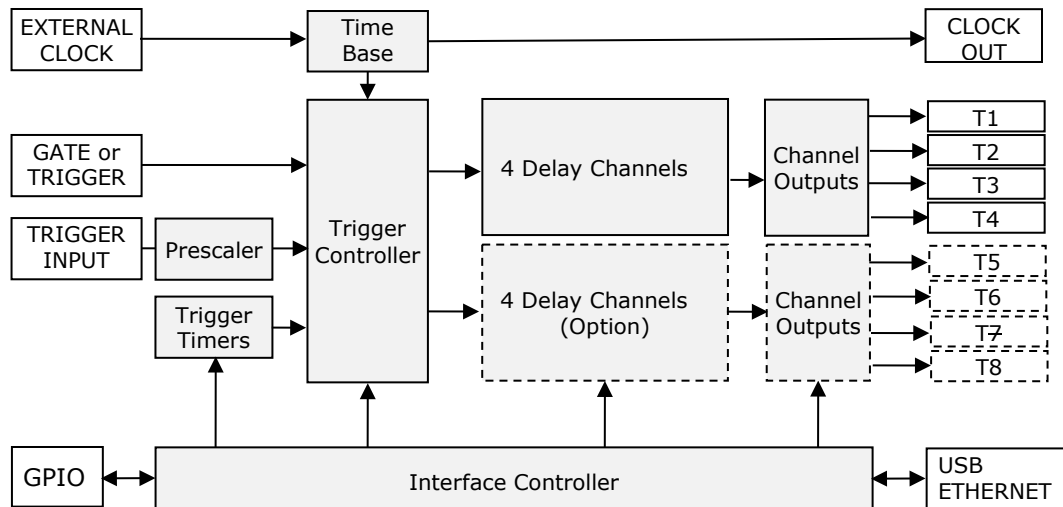 EXTERNAL
CLOCK
Time
Base
CLOCK
OUT
GATE or
TRIGGER
TRIGGER
INPUT
Prescaler
Trigger
Timers
Trigger
Controller
4 Delay Channels
4 Delay Channels
(Option)
Channel
Outputs
Channel
Outputs
T1
T2
T3
T4
T5
T6
T7
T8
GPIO
Interface Controller
USB
ETHERNET